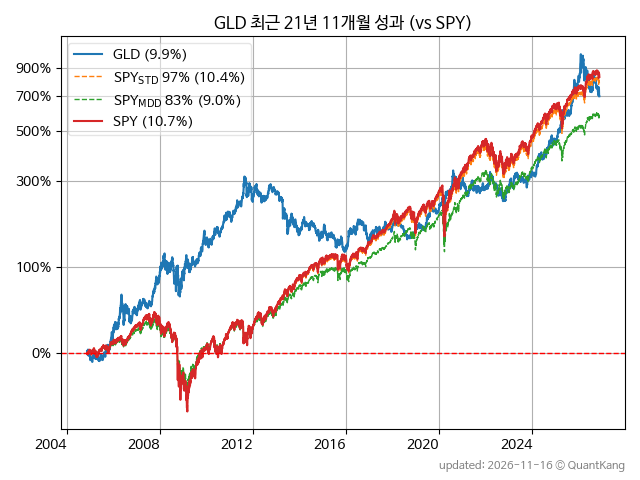 GLD 최근 21년 11개월 성과 (vs SPY)
GLD (9.9%)
SPY_STD 97% (10.4%)
SPY_MDD 83% (9.0%)
SPY (10.7%)
900%
700%
500%
300%
100%
0%
2004 2008 2012 2016 2020 2024
updated: 2026-11-16 © QuantKang